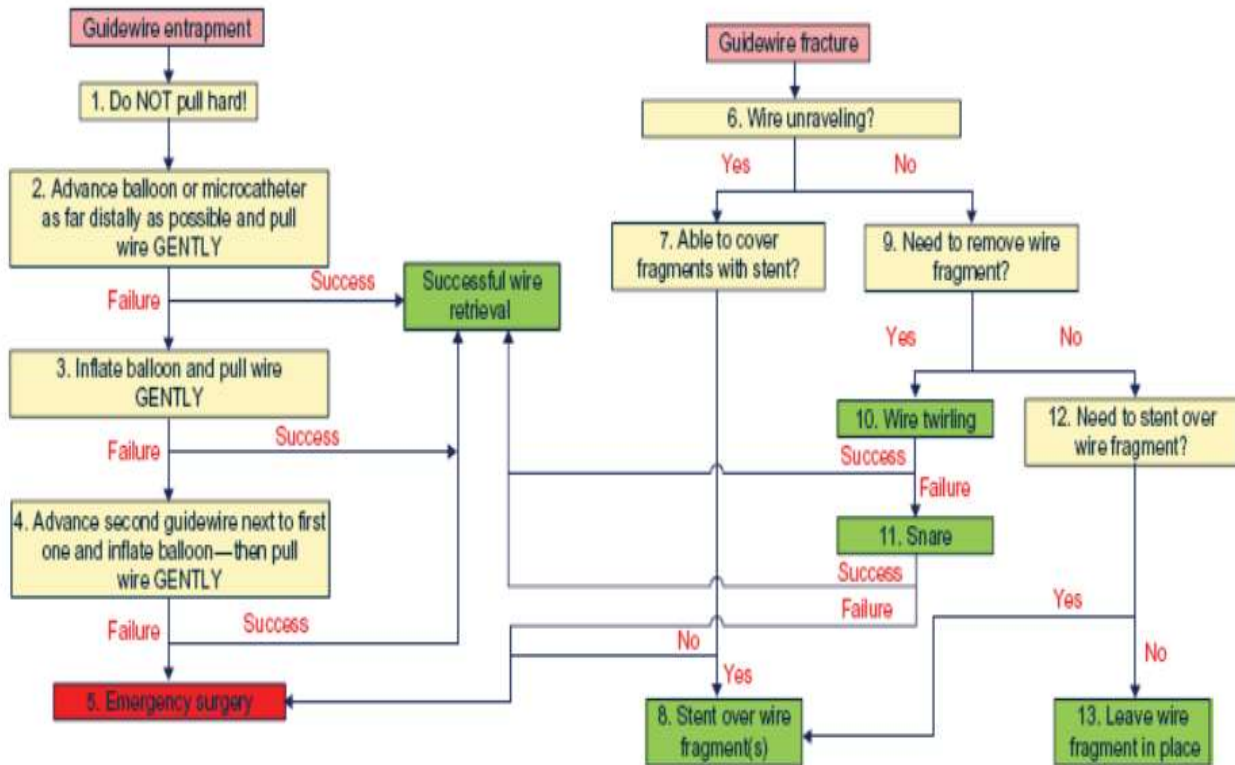 Guidewire entrapment
1. Do NOT pull hard!
2. Advance balloon or microcatheter
as far distally as possible and pull
wire GENTLY
Success
Failure
Successful wire
retrieval
3. Inflate balloon and pull wire
GENTLY
Success
Failure
4. Advance second guidewire next to first
one and inflate balloon—then pull
wire GENTLY
Failure
Success
5. Emergency surgery
Guidewire fracture
6. Wire unraveling?
Yes
No
7. Able to cover
fragments with stent?
9. Need to remove wire
fragment?
Yes
No
10. Wire twirling
Success
Failure
11. Snare
Success
Failure
12. Need to stent over
wire fragment?
Yes
No
No
Yes
8. Stent over wire
fragment(s)
13. Leave wire
fragment in place